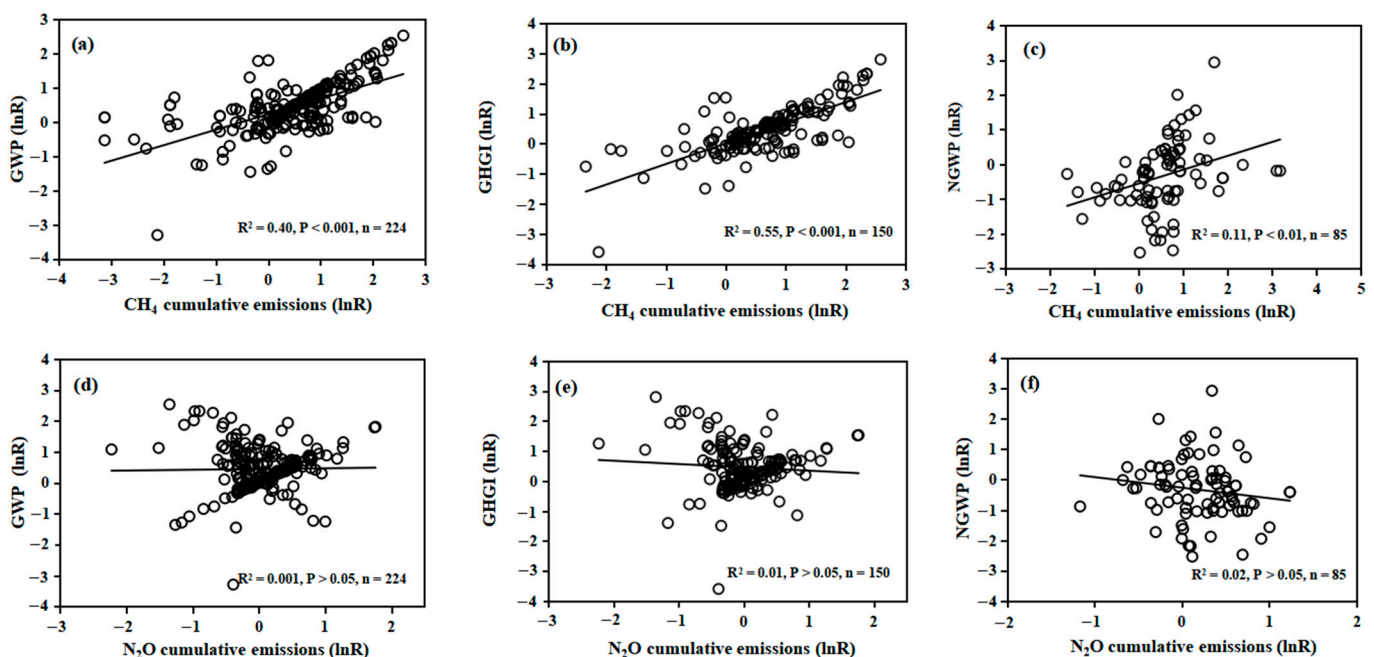 (a)
GWP (lnR)
3
2
1
0
−1
−2
−3
−4
R² = 0.40, P < 0.001, n = 224
−4 −3 −2 −1 0 1 2 3
CH₄ cumulative emissions (lnR)
(b)
GHGI (lnR)
4
3
2
1
0
−1
−2
−3
−4
R² = 0.55, P < 0.001, n = 150
−3 −2 −1 0 1 2 3
CH₄ cumulative emissions (lnR)
(c)
NGWP (lnR)
4
3
2
1
0
−1
−2
−3
R² = 0.11, P < 0.01, n = 85
−3 −2 −1 0 1 2 3 4 5
CH₄ cumulative emissions (lnR)
(d)
GWP (lnR)
4
3
2
1
0
−1
−2
−3
−4
R² = 0.001, P > 0.05, n = 224
−3 −2 −1 0 1 2
N₂O cumulative emissions (lnR)
(e)
GHGI (lnR)
4
3
2
1
0
−1
−2
−3
−4
R² = 0.01, P > 0.05, n = 150
−3 −2 −1 0 1 2
N₂O cumulative emissions (lnR)
(f)
NGWP (lnR)
4
3
2
1
0
−1
−2
−3
−4
R² = 0.02, P > 0.05, n = 85
−2 −1 0 1 2
N₂O cumulative emissions (lnR)